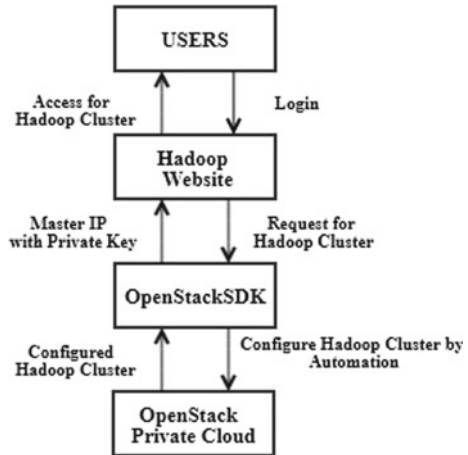 USERS
Access for
Hadoop Cluster
Login
Hadoop
Website
Master IP
with Private Key
Request for
Hadoop Cluster
OpenStackSDK
Configured
Hadoop Cluster
Configure Hadoop Cluster by
Automation
OpenStack
Private Cloud